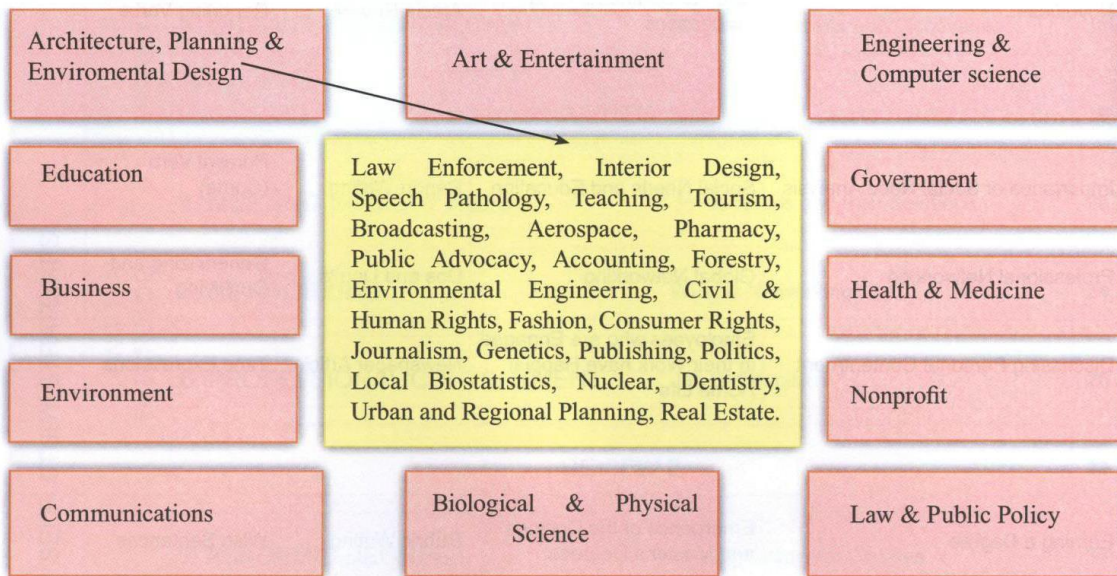 Architecture, Planning &
Enviromental Design
Art & Entertainment
Engineering &
Computer science
Education
Law Enforcement, Interior Design,
Speech Pathology, Teaching, Tourism,
Broadcasting, Aerospace, Pharmacy,
Public Advocacy, Accounting, Forestry,
Environmental Engineering, Civil &
Human Rights, Fashion, Consumer Rights,
Journalism, Genetics, Publishing, Politics,
Local Biostatistics, Nuclear, Dentistry,
Urban and Regional Planning, Real Estate.
Government
Business
Health & Medicine
Environment
Nonprofit
Communications
Biological & Physical
Science
Law & Public Policy